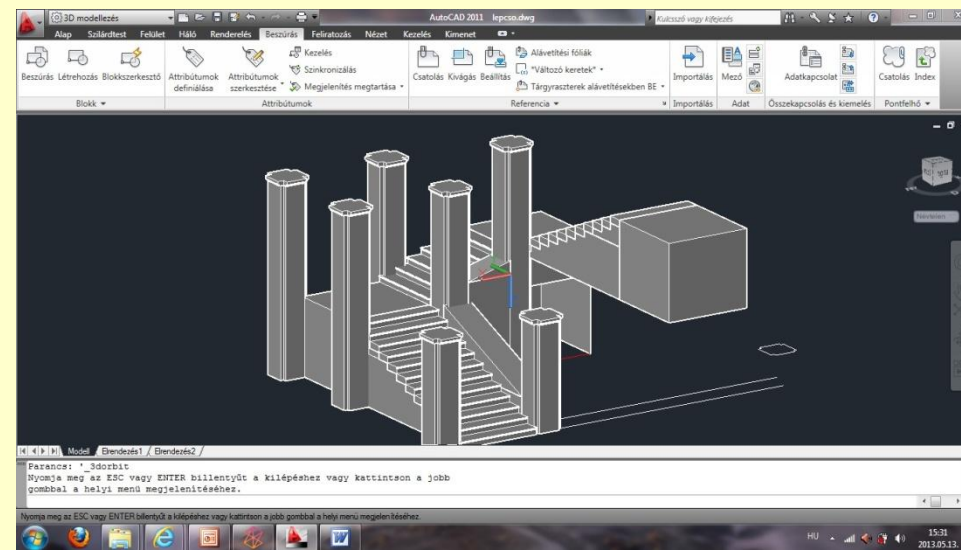 3D modellezés
AutoCAD 2011 lepcso.dwg
Kulcsszó vagy kifejezés
Alap Szilárdtest Felület Háló Renderelés Beszúrás Feliratozás Nézet Kezelés Kimenet
Beszúrás Létrehozás Blokkszerkesztő
Attribútumok definiálása
Attribútumok szerkesztése
Kezelés
Szinkronizálás
Megjelenítés megtartása
Csatolás Kivágás Beállítás
Alávetítési fóliák
*Változó keretek*
Tárgyraszterek alávetítésekben BE
Importálás
Mező
Adatkapcsolat
Csatolás Index
Blokk
Attribútumok
Referencia
Importálás
Adat
Összekapcsolás és kiemelés
Pontfelhő
Névtelen
Modell Elrendezés1 Elrendezés2
Parancs: '_3dorbit
Nyomja meg az ESC vagy ENTER billentyűt a kilépéshez vagy kattintson a jobb
gombbal a helyi menü megjelenítéséhez.
Nyomja meg az ESC vagy ENTER billentyűt a kilépéshez vagy kattintson a jobb gombbal a helyi menü megjelenítéséhez.
HU
15:31
2013.05.13.